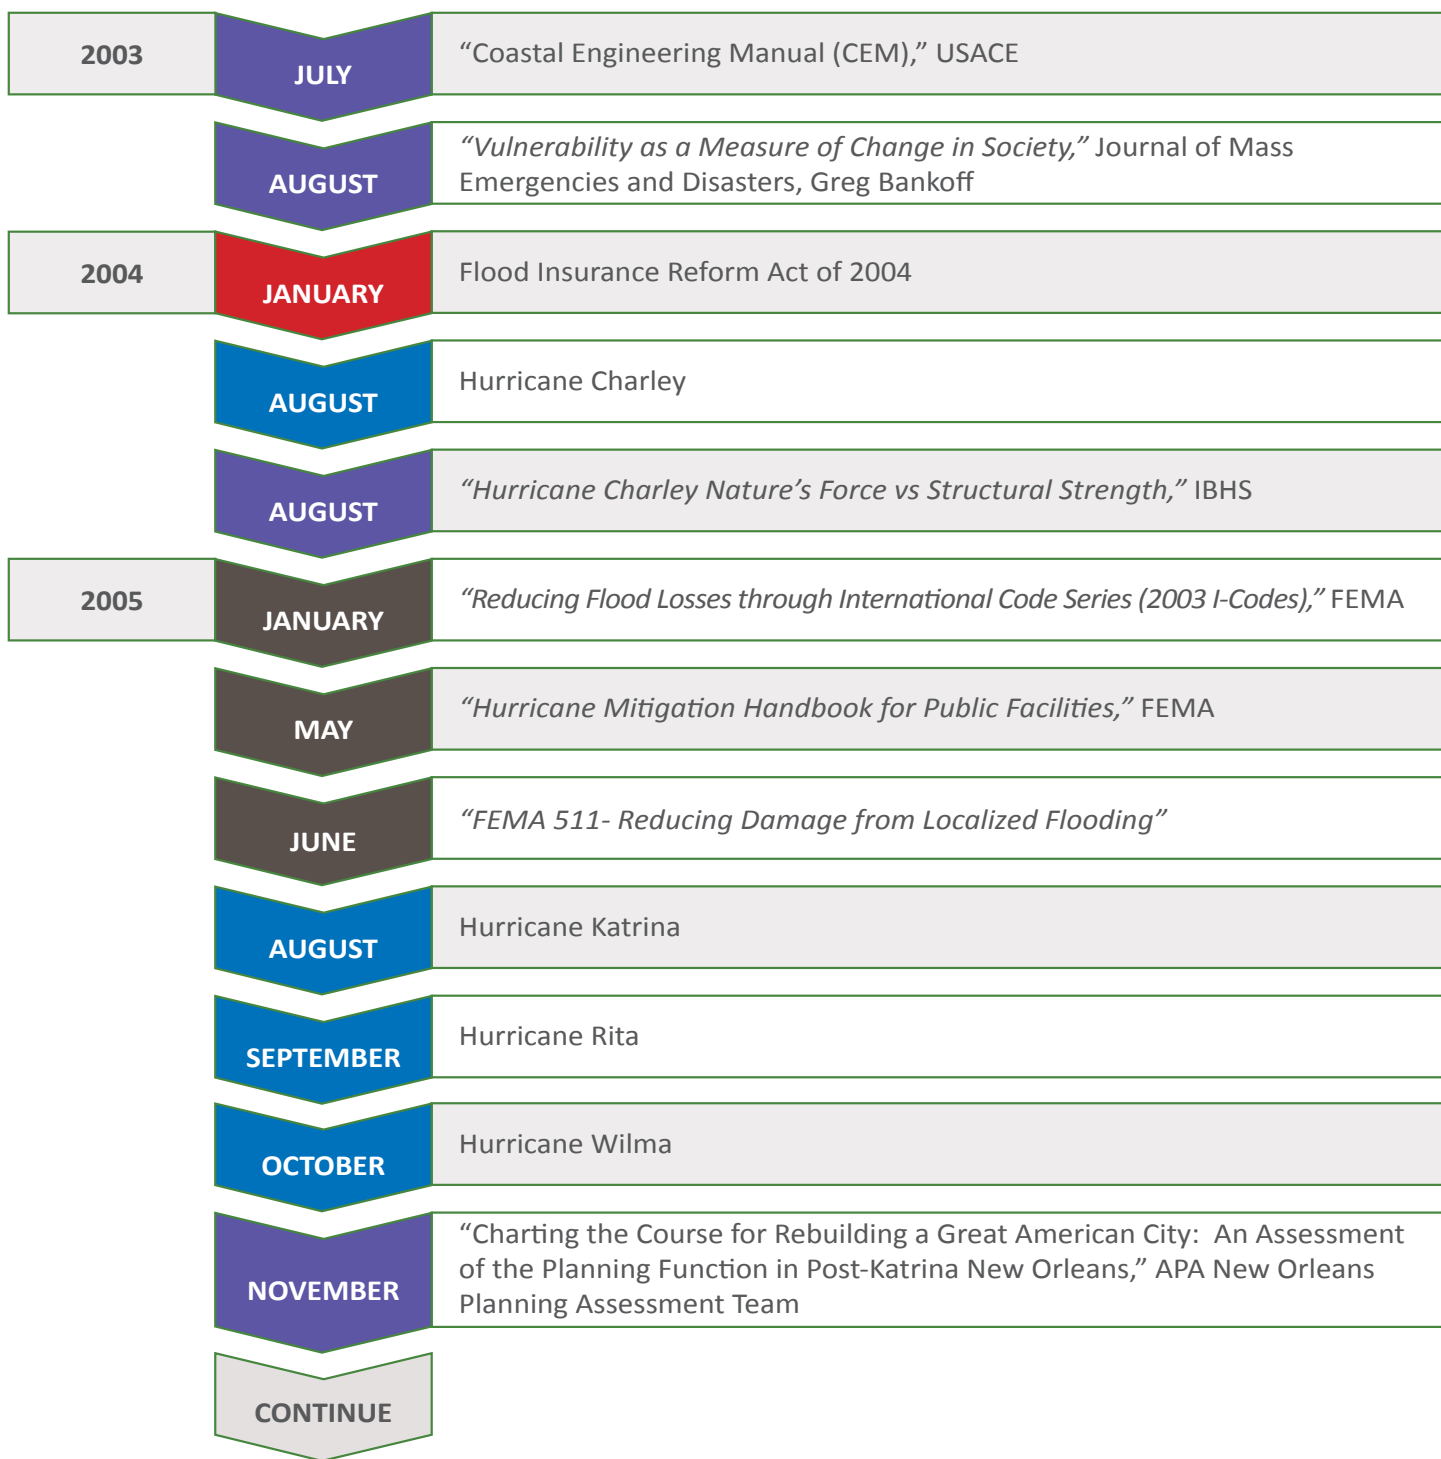 2003
JULY
“Coastal Engineering Manual (CEM),” USACE
AUGUST
“Vulnerability as a Measure of Change in Society,” Journal of Mass
Emergencies and Disasters, Greg Bankoff
2004
JANUARY
Flood Insurance Reform Act of 2004
AUGUST
Hurricane Charley
AUGUST
“Hurricane Charley Nature’s Force vs Structural Strength,” IBHS
2005
JANUARY
“Reducing Flood Losses through International Code Series (2003 I-Codes),” FEMA
MAY
“Hurricane Mitigation Handbook for Public Facilities,” FEMA
JUNE
“FEMA 511- Reducing Damage from Localized Flooding”
AUGUST
Hurricane Katrina
SEPTEMBER
Hurricane Rita
OCTOBER
Hurricane Wilma
NOVEMBER
“Charting the Course for Rebuilding a Great American City:  An Assessment
of the Planning Function in Post-Katrina New Orleans,” APA New Orleans
Planning Assessment Team
CONTINUE